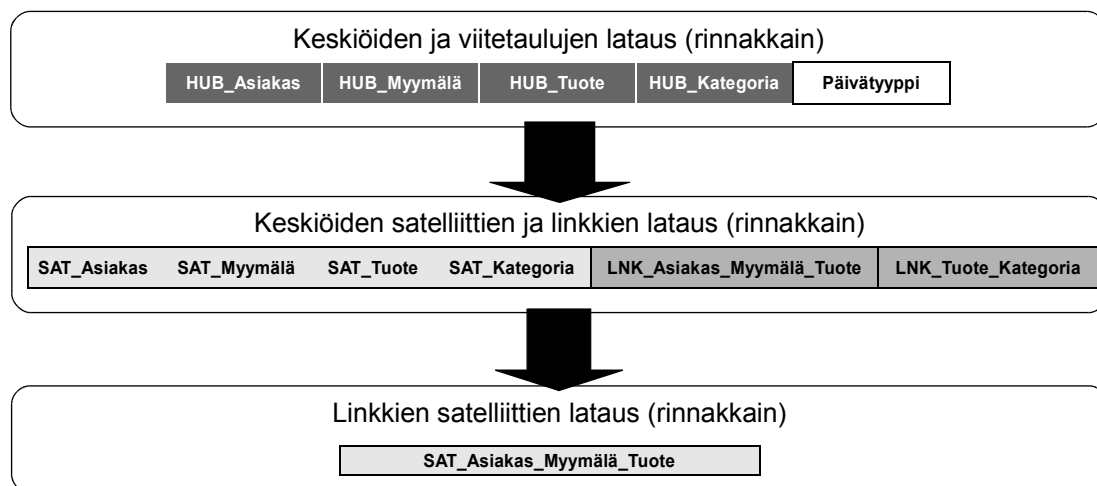 Keskiöiden ja viitetaulujen lataus (rinnakkain)
HUB_Asiakas HUB_Myymälä HUB_Tuote HUB_Kategoria Päivätyyppi
Keskiöiden satelliittien ja linkkien lataus (rinnakkain)
SAT_Asiakas SAT_Myymälä SAT_Tuote SAT_Kategoria LNK_Asiakas_Myymälä_Tuote LNK_Tuote_Kategoria
Linkkien satelliittien lataus (rinnakkain)
SAT_Asiakas_Myymälä_Tuote